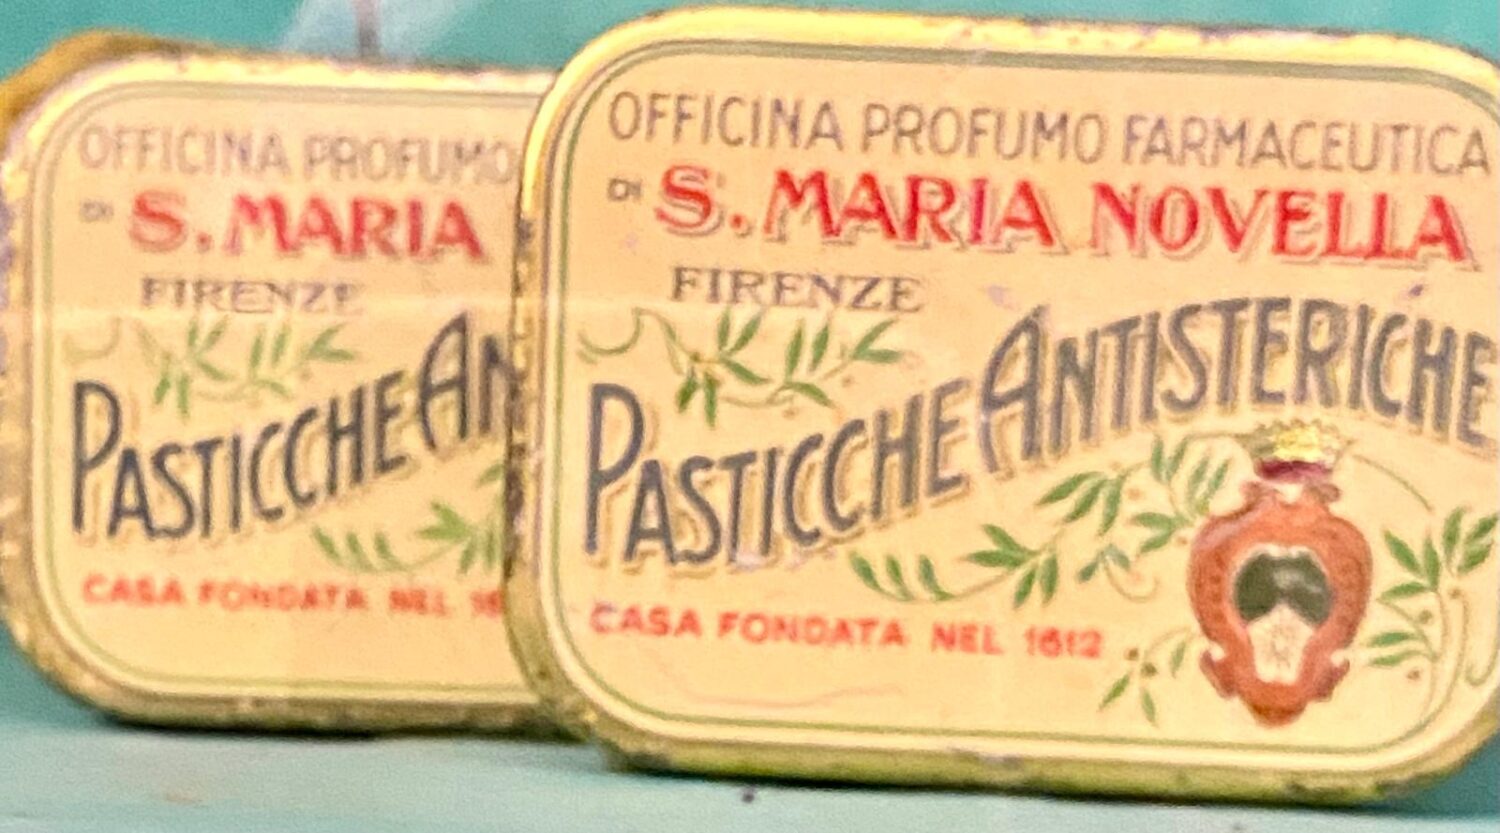 OFFICINA PROFUMO
DI S. MARIA
FIRENZE
PASTICCHE AN
CASA FONDATA NEL 16
OFFICINA PROFUMO FARMACEUTICA
DI S. MARIA NOVELLA
FIRENZE
PASTICCHE ANTISTERICHE
CASA FONDATA NEL 1612